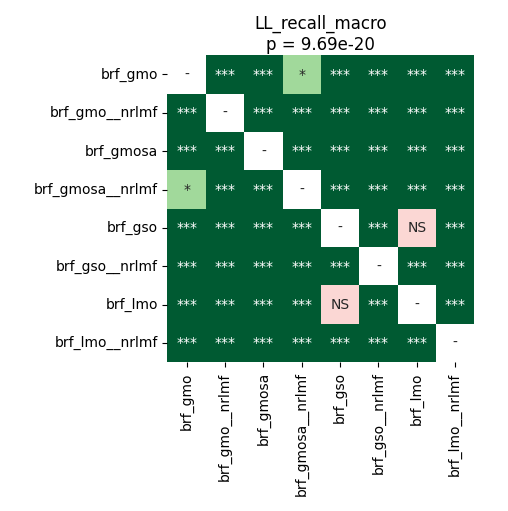 LL_recall_macro
p = 9.69e-20
brf_gmo - *** *** * *** *** *** ***
brf_gmo__nrlmf *** - *** *** *** *** *** ***
brf_gmosa *** *** - *** *** *** *** ***
brf_gmosa__nrlmf * *** *** - *** *** *** ***
brf_gso *** *** *** *** - *** NS ***
brf_gso__nrlmf *** *** *** *** *** - *** ***
brf_lmo *** *** *** *** NS *** - ***
brf_lmo__nrlmf *** *** *** *** *** *** *** -
brf_gmo
brf_gmo__nrlmf
brf_gmosa
brf_gmosa__nrlmf
brf_gso
brf_gso__nrlmf
brf_lmo
brf_lmo__nrlmf